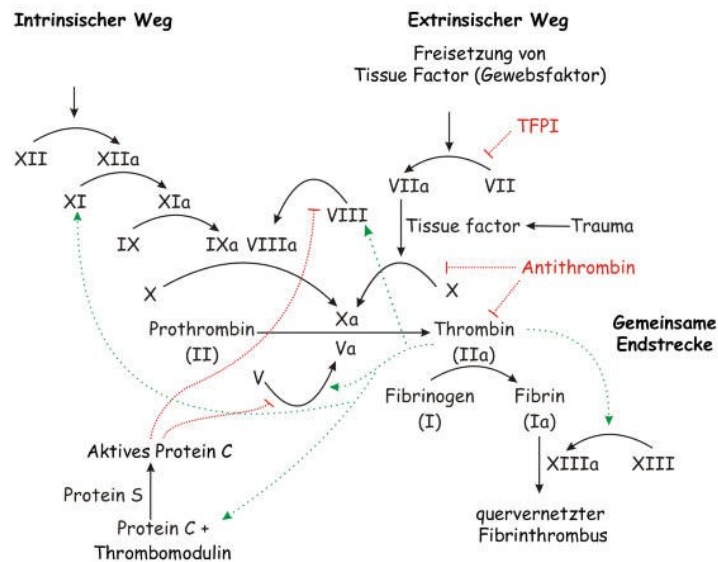 Intrinsischer Weg
Extrinsischer Weg
Freisetzung von
Tissue Factor (Gewebsfaktor)
TFPI
XII
XIIa
VIIa
VII
XI
XIa
VIII
Tissue factor
Trauma
IX
IXa
VIIIa
Antithrombin
X
X
Xa
Prothrombin
(II)
Thrombin
(IIa)
Gemeinsame
Endstrecke
Va
V
Fibrinogen
(I)
Fibrin
(Ia)
Aktives Protein C
XIIIa
XIII
Protein S
Protein C +
Thrombomodulin
quervernetzter
Fibrinthrombus